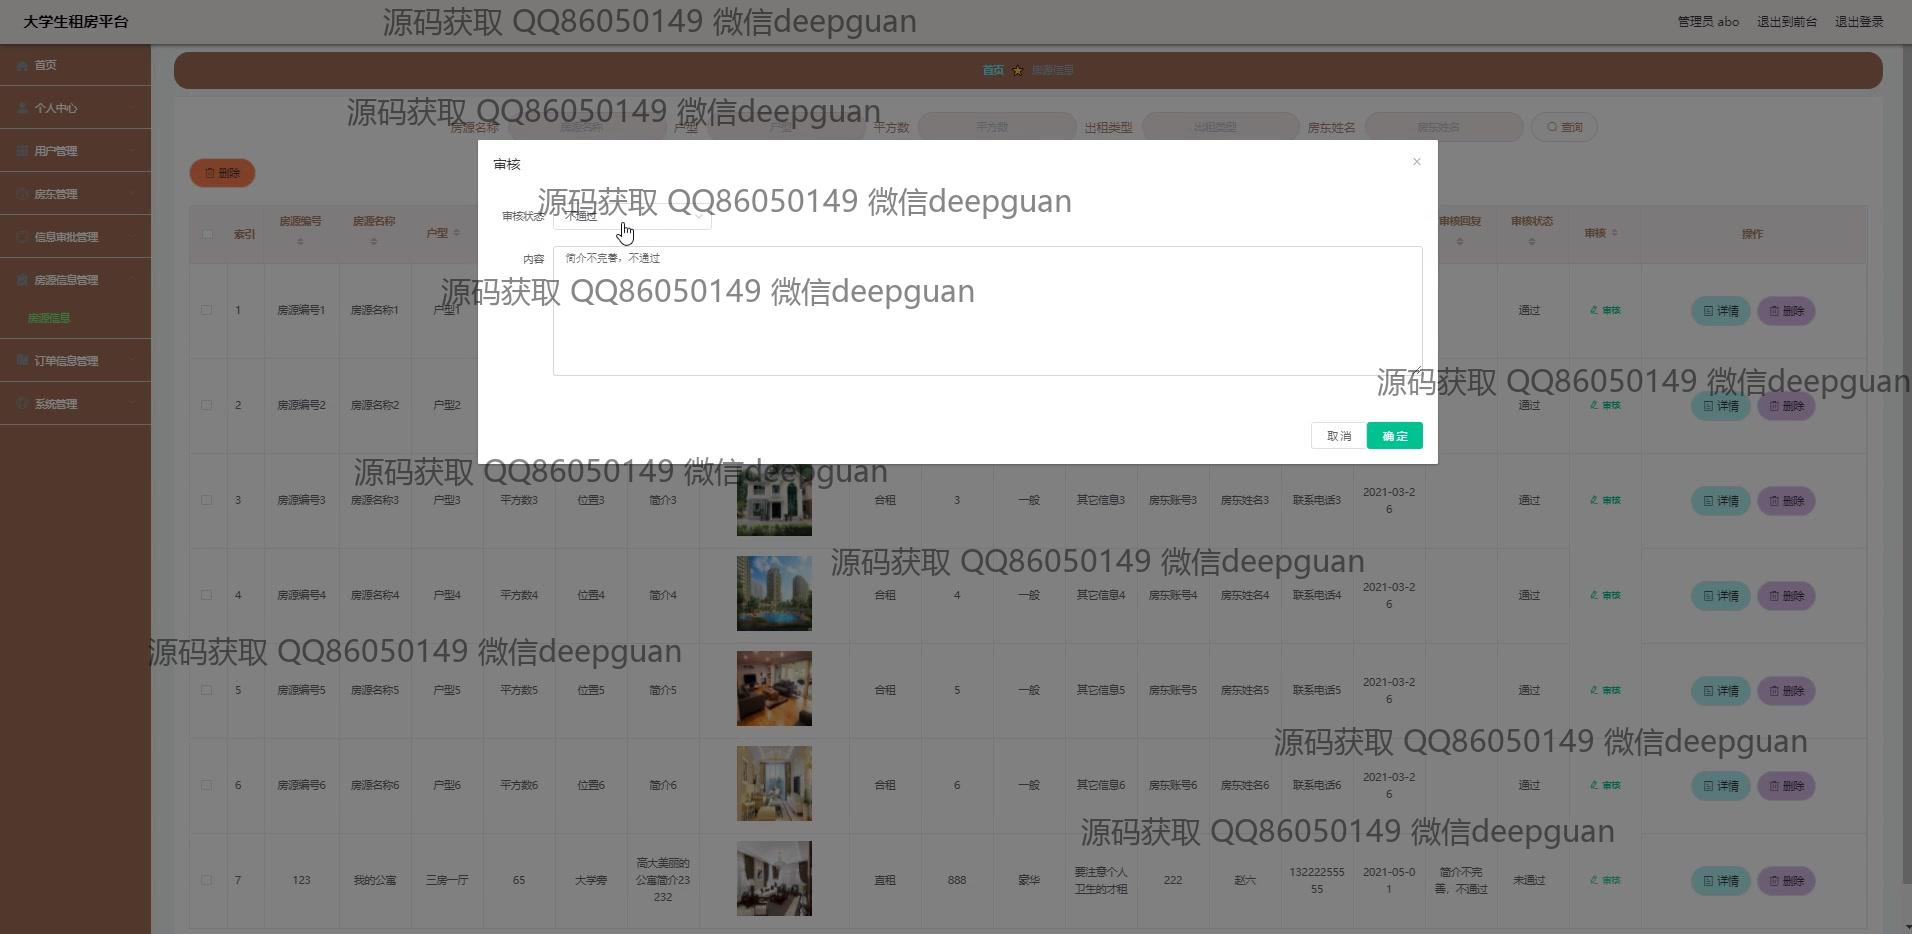 大学生租房平台
源码获取 QQ86050149 微信deepguan
管理员 abo
退出到前台
退出登录
首页
个人中心
用户管理
房东管理
信息审批管理
房源信息管理
房源信息
订单信息管理
系统管理
首页 房源信息
源码获取 QQ86050149 微信deepguan
房源名称 房源名称 户型 户型 平方数 平方数 出租类型 出租类型 房东姓名 房东姓名 查询
删除
审核
源码获取 QQ86050149 微信deepguan
审核状态 不通过
内容 简介不完善，不通过
源码获取 QQ86050149 微信deepguan
取消 确定
索引 房源编号 房源名称 户型 审核回复 审核状态 审核 操作
1 房源编号1 房源名称1 户型1 通过 审核 详情 删除
源码获取 QQ86050149 微信deepguan
2 房源编号2 房源名称2 户型2 通过 审核 详情 删除
源码获取 QQ86050149 微信deepguan
3 房源编号3 房源名称3 户型3 平方数3 位置3 简介3 合租 3 一般 其它信息3 房东账号3 房东姓名3 联系电话3 2021-03-26 通过 审核 详情 删除
源码获取 QQ86050149 微信deepguan
4 房源编号4 房源名称4 户型4 平方数4 位置4 简介4 合租 4 一般 其它信息4 房东账号4 房东姓名4 联系电话4 2021-03-26 通过 审核 详情 删除
源码获取 QQ86050149 微信deepguan
5 房源编号5 房源名称5 户型5 平方数5 位置5 简介5 合租 5 一般 其它信息5 房东账号5 房东姓名5 联系电话5 2021-03-26 通过 审核 详情 删除
源码获取 QQ86050149 微信deepguan
6 房源编号6 房源名称6 户型6 平方数6 位置6 简介6 合租 6 一般 其它信息6 房东账号6 房东姓名6 联系电话6 2021-03-26 通过 审核 详情 删除
源码获取 QQ86050149 微信deepguan
7 123 我的公寓 三房一厅 65 大学旁 高大美丽的公寓简介23232 直租 888 豪华 要注意个人卫生的才租 222 赵六 13222255555 2021-05-01 简介不完善，不通过 未通过 审核 详情 删除